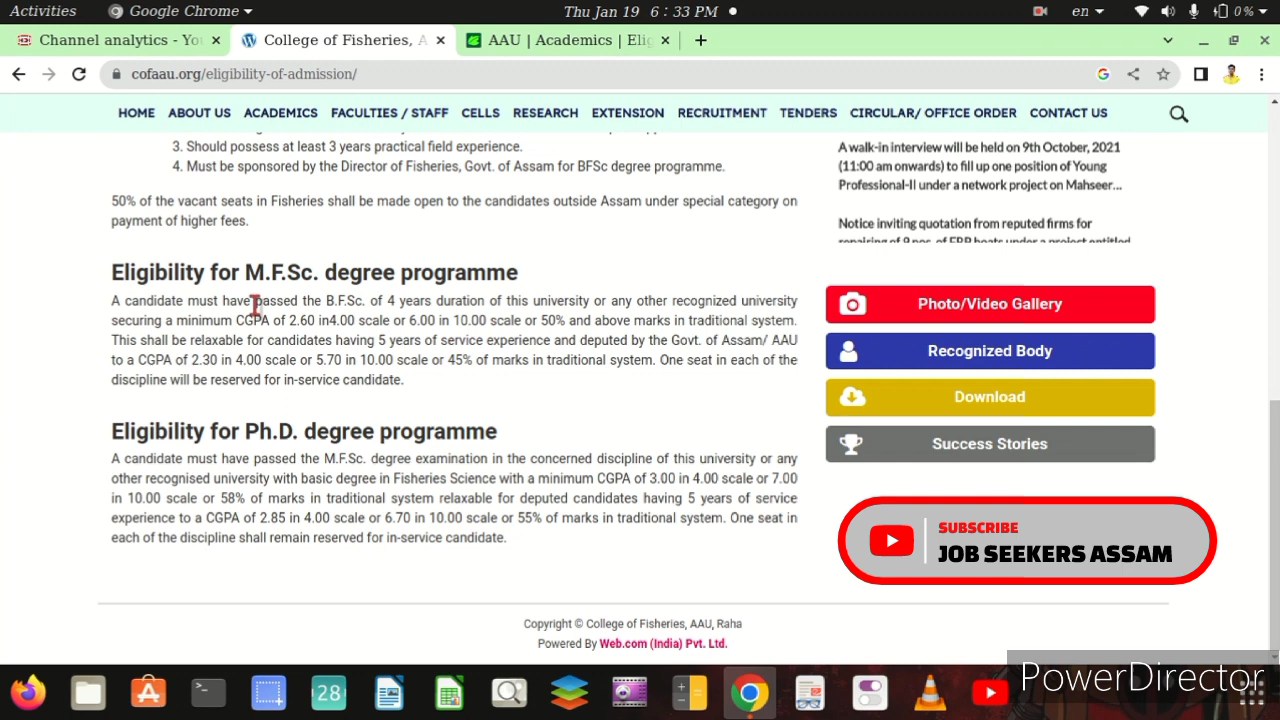 Activities
Google Chrome
Thu Jan 19 6 : 33 PM
en
0 %
Channel analytics - Yo
College of Fisheries, A
AAU | Academics | Elig
cofaau.org/eligibility-of-admission/
HOME ABOUT US ACADEMICS FACULTIES / STAFF CELLS RESEARCH EXTENSION RECRUITMENT TENDERS CIRCULAR/ OFFICE ORDER CONTACT US
3. Should possess at least 3 years practical field experience.
4. Must be sponsored by the Director of Fisheries, Govt. of Assam for BFSc degree programme.
50% of the vacant seats in Fisheries shall be made open to the candidates outside Assam under special category on
payment of higher fees.
Eligibility for M.F.Sc. degree programme
A candidate must have passed the B.F.Sc. of 4 years duration of this university or any other recognized university
securing a minimum CGPA of 2.60 in4.00 scale or 6.00 in 10.00 scale or 50% and above marks in traditional system.
This shall be relaxable for candidates having 5 years of service experience and deputed by the Govt. of Assam/ AAU
to a CGPA of 2.30 in 4.00 scale or 5.70 in 10.00 scale or 45% of marks in traditional system. One seat in each of the
discipline will be reserved for in-service candidate.
Eligibility for Ph.D. degree programme
A candidate must have passed the M.F.Sc. degree examination in the concerned discipline of this university or any
other recognised university with basic degree in Fisheries Science with a minimum CGPA of 3.00 in 4.00 scale or 7.00
in 10.00 scale or 58% of marks in traditional system relaxable for deputed candidates having 5 years of service
experience to a CGPA of 2.85 in 4.00 scale or 6.70 in 10.00 scale or 55% of marks in traditional system. One seat in
each of the discipline shall remain reserved for in-service candidate.
A walk-in interview will be held on 9th October, 2021
(11:00 am onwards) to fill up one position of Young
Professional-II under a network project on Mahseer...
Notice inviting quotation from reputed firms for
repairing of 9 nos. of FRP boats under a project entitled
Photo/Video Gallery
Recognized Body
Download
Success Stories
SUBSCRIBE
JOB SEEKERS ASSAM
Copyright © College of Fisheries, AAU, Raha
Powered By Web.com (India) Pvt. Ltd.
28
PowerDirector